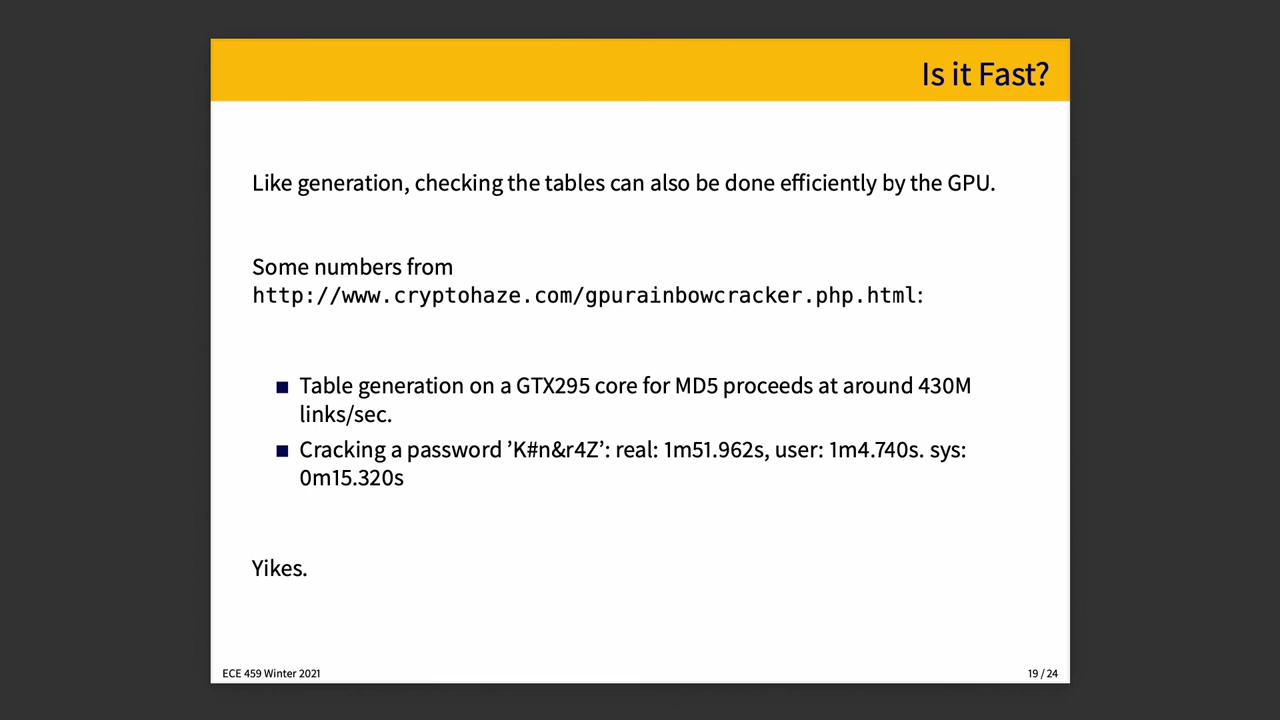 Is it Fast?
Like generation, checking the tables can also be done efficiently by the GPU.
Some numbers from
http://www.cryptohaze.com/gpurainbowcracker.php.html:
Table generation on a GTX295 core for MD5 proceeds at around 430M
links/sec.
Cracking a password ’K#n&r4Z’: real: 1m51.962s, user: 1m4.740s. sys:
0m15.320s
Yikes.
ECE 459 Winter 2021
19 / 24